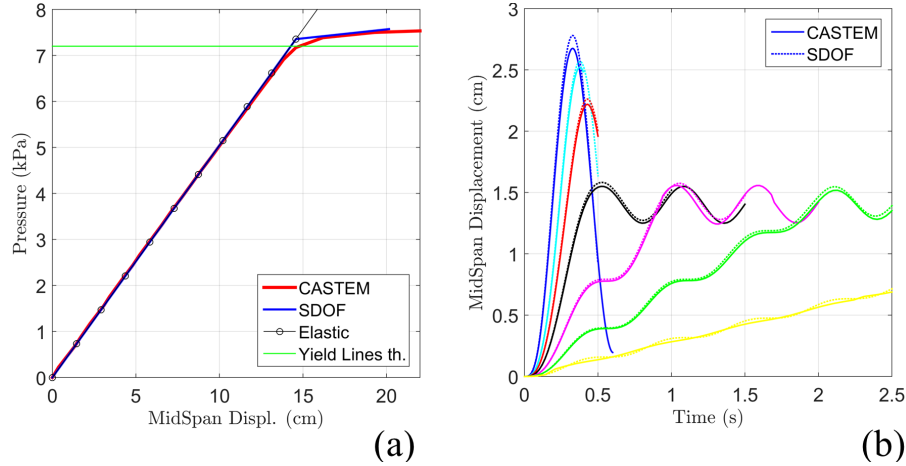 8
7
6
5
4
3
2
1
0
Pressure (kPa)
0 5 10 15 20
MidSpan Displ. (cm)
CASTEM
SDOF
Elastic
Yield Lines th.
(a)
3
2.5
2
1.5
1
0.5
0
MidSpan Displacement (cm)
0 0.5 1 1.5 2 2.5
Time (s)
CASTEM
SDOF
(b)